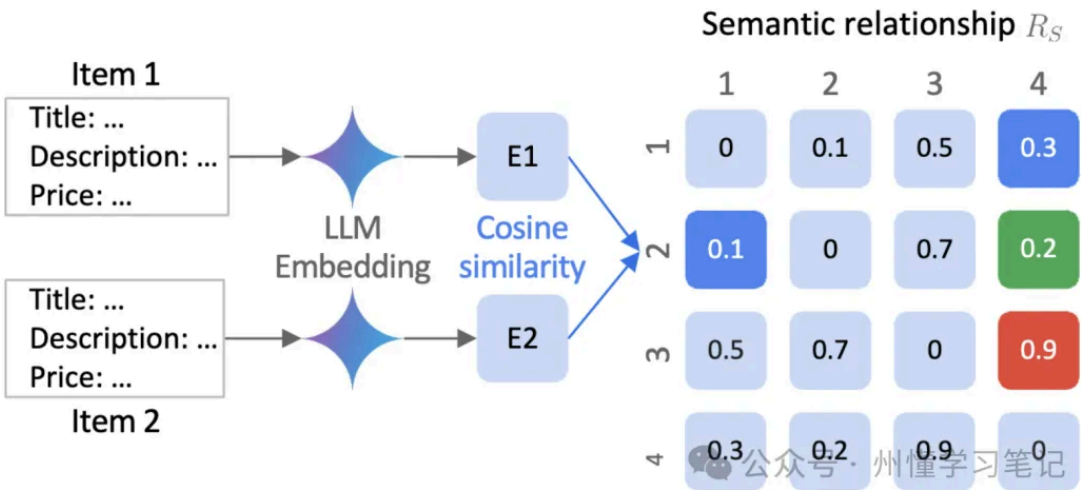 Semantic relationship R_S
Item 1
Title: ...
Description: ...
Price: ...
LLM
Embedding
E1
Cosine
similarity
E2
Title: ...
Description: ...
Price: ...
Item 2
1 2 3 4
1 0 0.1 0.5 0.3
2 0.1 0 0.7 0.2
3 0.5 0.7 0 0.9
4 0.3 0.2 0.9 0
公众号 · 州懂学习笔记